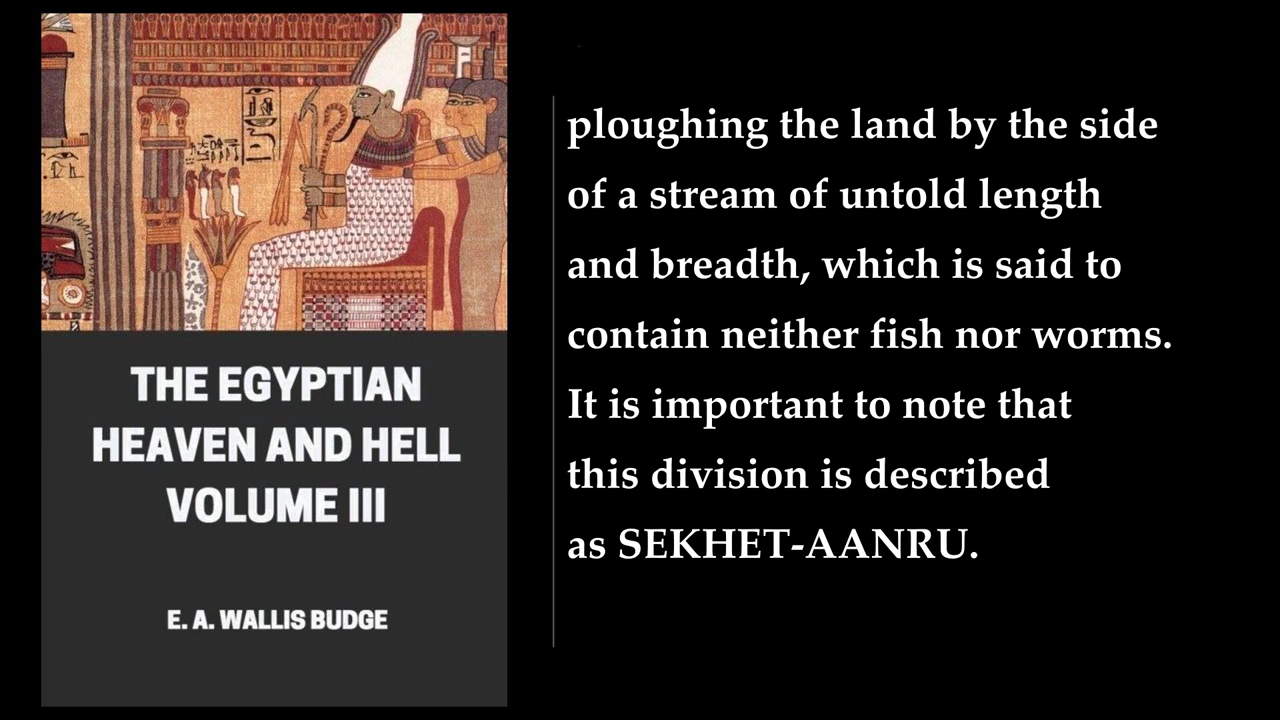 THE EGYPTIAN
HEAVEN AND HELL
VOLUME III
E. A. WALLIS BUDGE
ploughing the land by the side
of a stream of untold length
and breadth, which is said to
contain neither fish nor worms.
It is important to note that
this division is described
as SEKHET-AANRU.